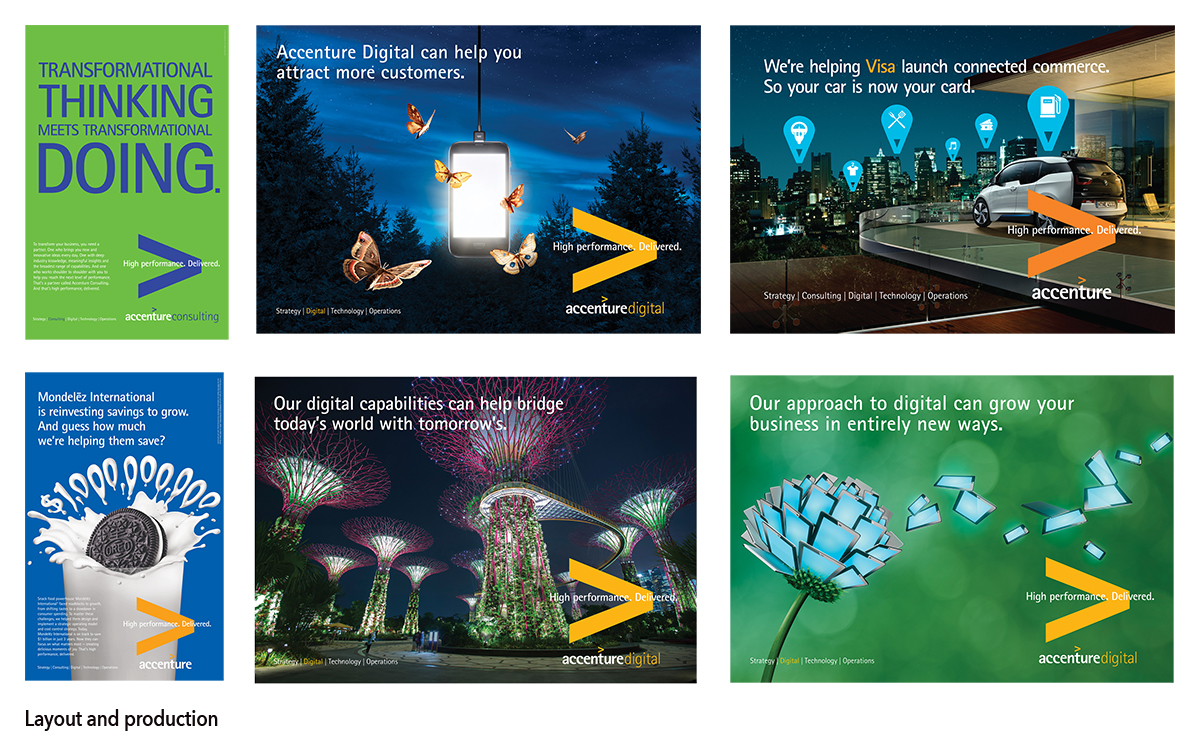 TRANSFORMATIONAL
THINKING
MEETS TRANSFORMATIONAL
DOING.
To transform your business, you need a
partner. One who brings you new and
innovative ideas every day. One with deep
industry knowledge, meaningful insights and
the broadest range of capabilities. And one
who works shoulder to shoulder with you to
help you reach the next level of performance.
That's a partner called Accenture Consulting.
And that's high performance, delivered.
High performance. Delivered.
Strategy | Consulting | Digital | Technology | Operations
accentureconsulting
Accenture Digital can help you
attract more customers.
High performance. Delivered.
Strategy | Digital | Technology | Operations
accenturedigital
We're helping Visa launch connected commerce.
So your car is now your card.
High performance. Delivered.
Strategy | Consulting | Digital | Technology | Operations
accenture
Mondelēz International
is reinvesting savings to grow.
And guess how much
we're helping them save?
$1,000,000,000
OREO
Snack food powerhouse Mondelēz
International
High performance. Delivered.
Strategy | Consulting | Digital | Technology | Operations
accenture
Our digital capabilities can help bridge
today's world with tomorrow's.
High performance. Delivered.
Strategy | Digital | Technology | Operations
accenturedigital
Our approach to digital can grow your
business in entirely new ways.
High performance. Delivered.
Strategy | Digital | Technology | Operations
accenturedigital
Layout and production